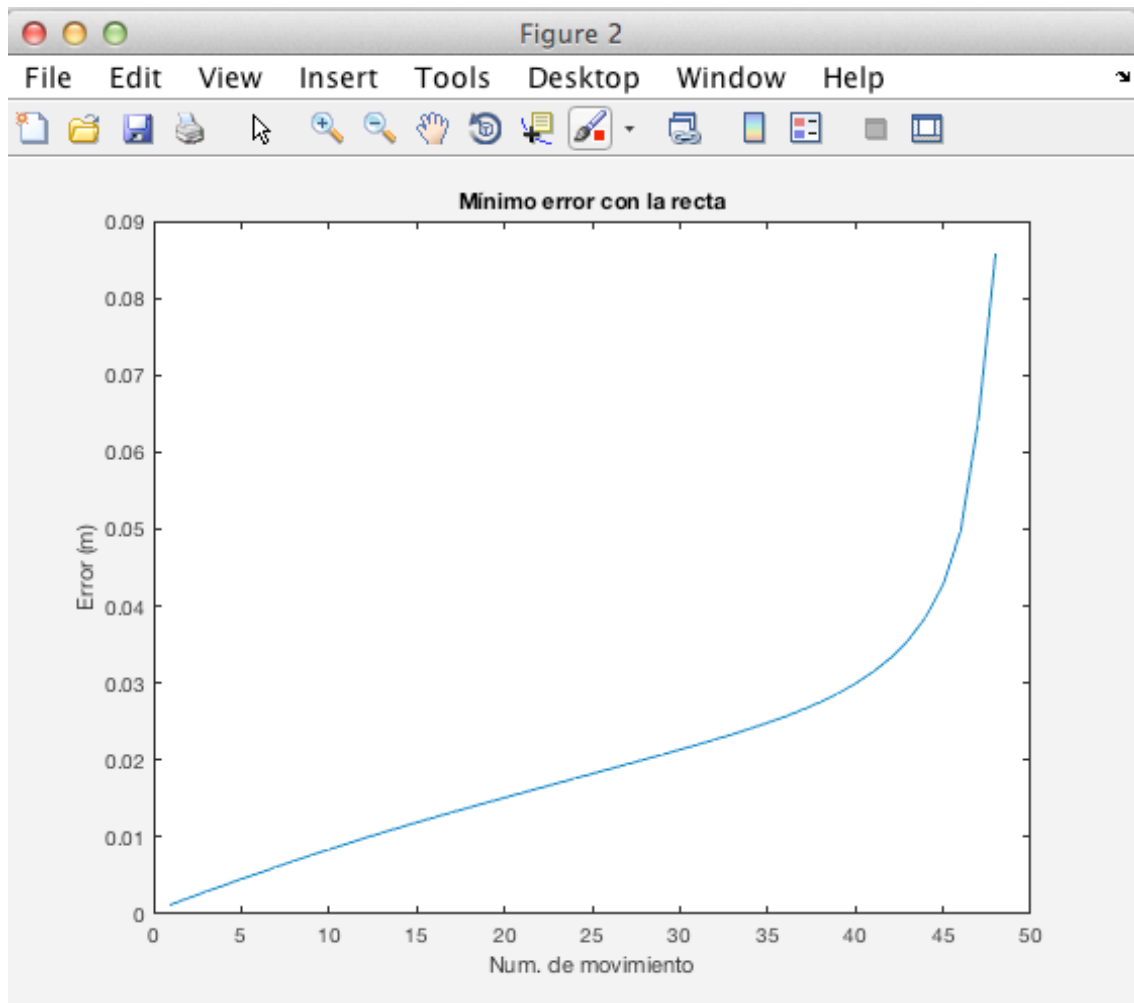 Figure 2
File Edit View Insert Tools Desktop Window Help
Mínimo error con la recta
0.09
0.08
0.07
0.06
0.05
0.04
0.03
0.02
0.01
0
Error (m)
0 5 10 15 20 25 30 35 40 45 50
Num. de movimiento